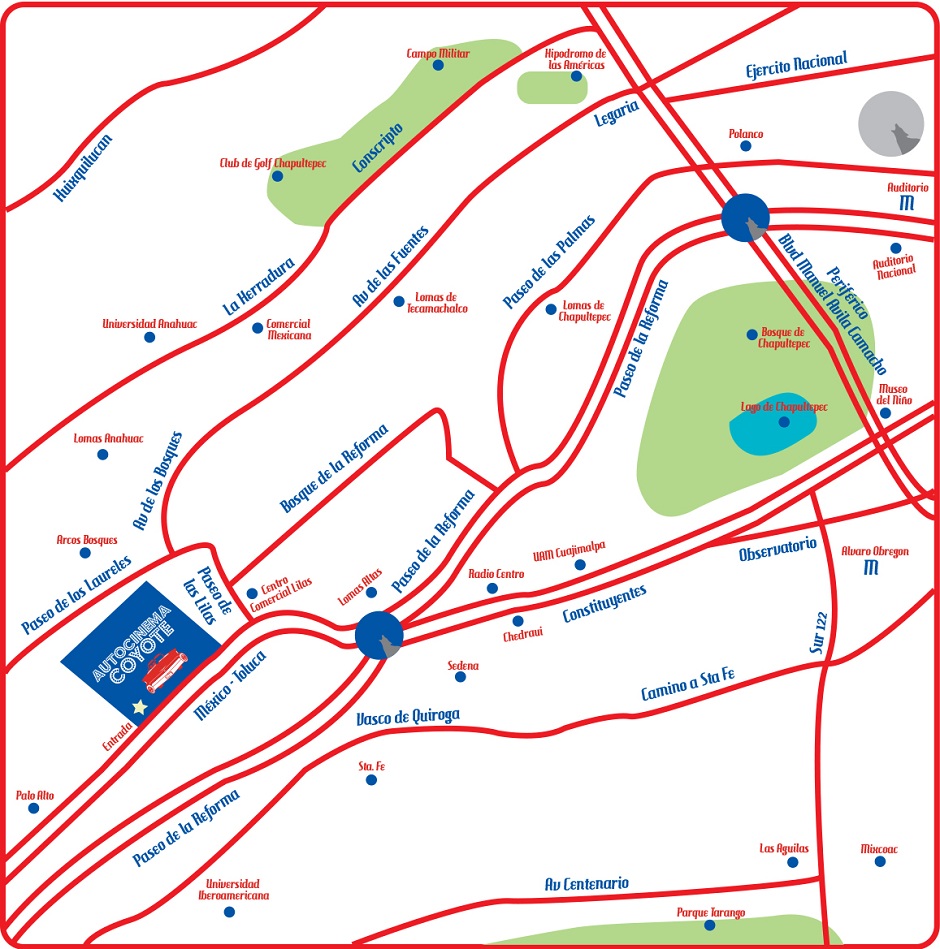 Campo Militar
Hipodromo de
las Américas
Ejercito Nacional
Legaria
Conscripto
Polanco
Huixquilucan
Club de Golf Chapultepec
Auditorio
M
Auditorio
Nacional
La Herradura
Av de las Fuentes
Paseo de las Palmas
Periferico
Blvd Manuel Avila Camacho
Lomas de
Tecamachalco
Lomas de
Chapultepec
Paseo de la Reforma
Universidad Anahuac
Comercial
Mexicana
Bosque de
Chapultepec
Museo
del Niño
Lago de Chapultepec
Lomas Anahuac
Av de los Bosques
Bosque de la Reforma
Paseo de la Reforma
Arcos Bosques
Paseo de los Laureles
Paseo de
las Lilas
Centro
Comercial Lilas
Lomas Altas
Radio Centro
UAM Cuajimalpa
Observatorio
Alvaro Obregon
M
Constituyentes
Chedraui
Sur 122
AUTOCINEMA
COYOTE
Entrada
México - Toluca
Sedena
Camino a Sta Fe
Vasco de Quiroga
Sta. Fe
Palo Alto
Paseo de la Reforma
Las Aguilas
Mixcoac
Universidad
Iberoamericana
Av Centenario
Parque Tarango